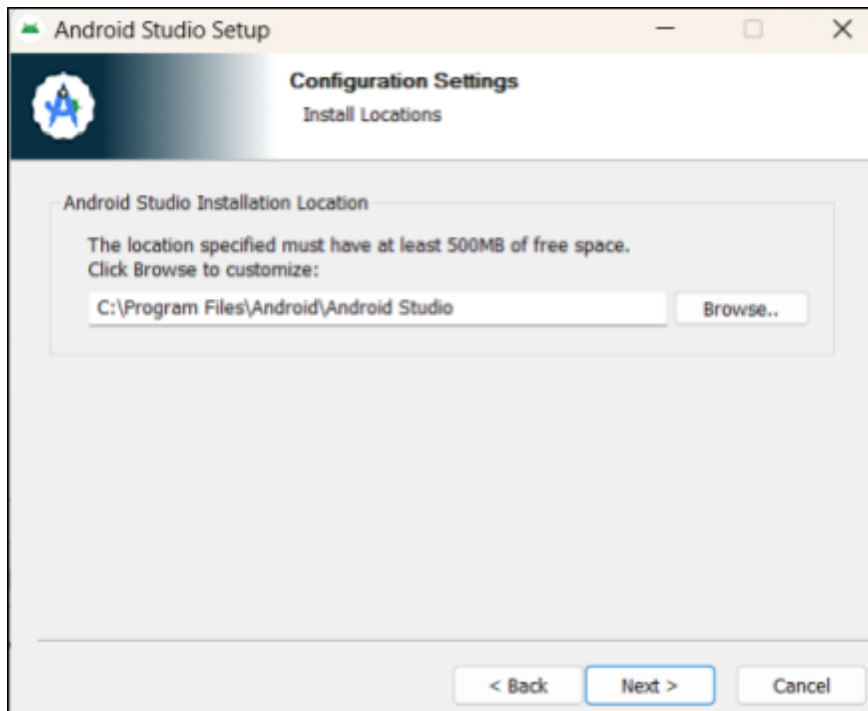 Android Studio Setup
Configuration Settings
Install Locations
Android Studio Installation Location
The location specified must have at least 500MB of free space.
Click Browse to customize:
C:\Program Files\Android\Android Studio
Browse..
< Back
Next >
Cancel